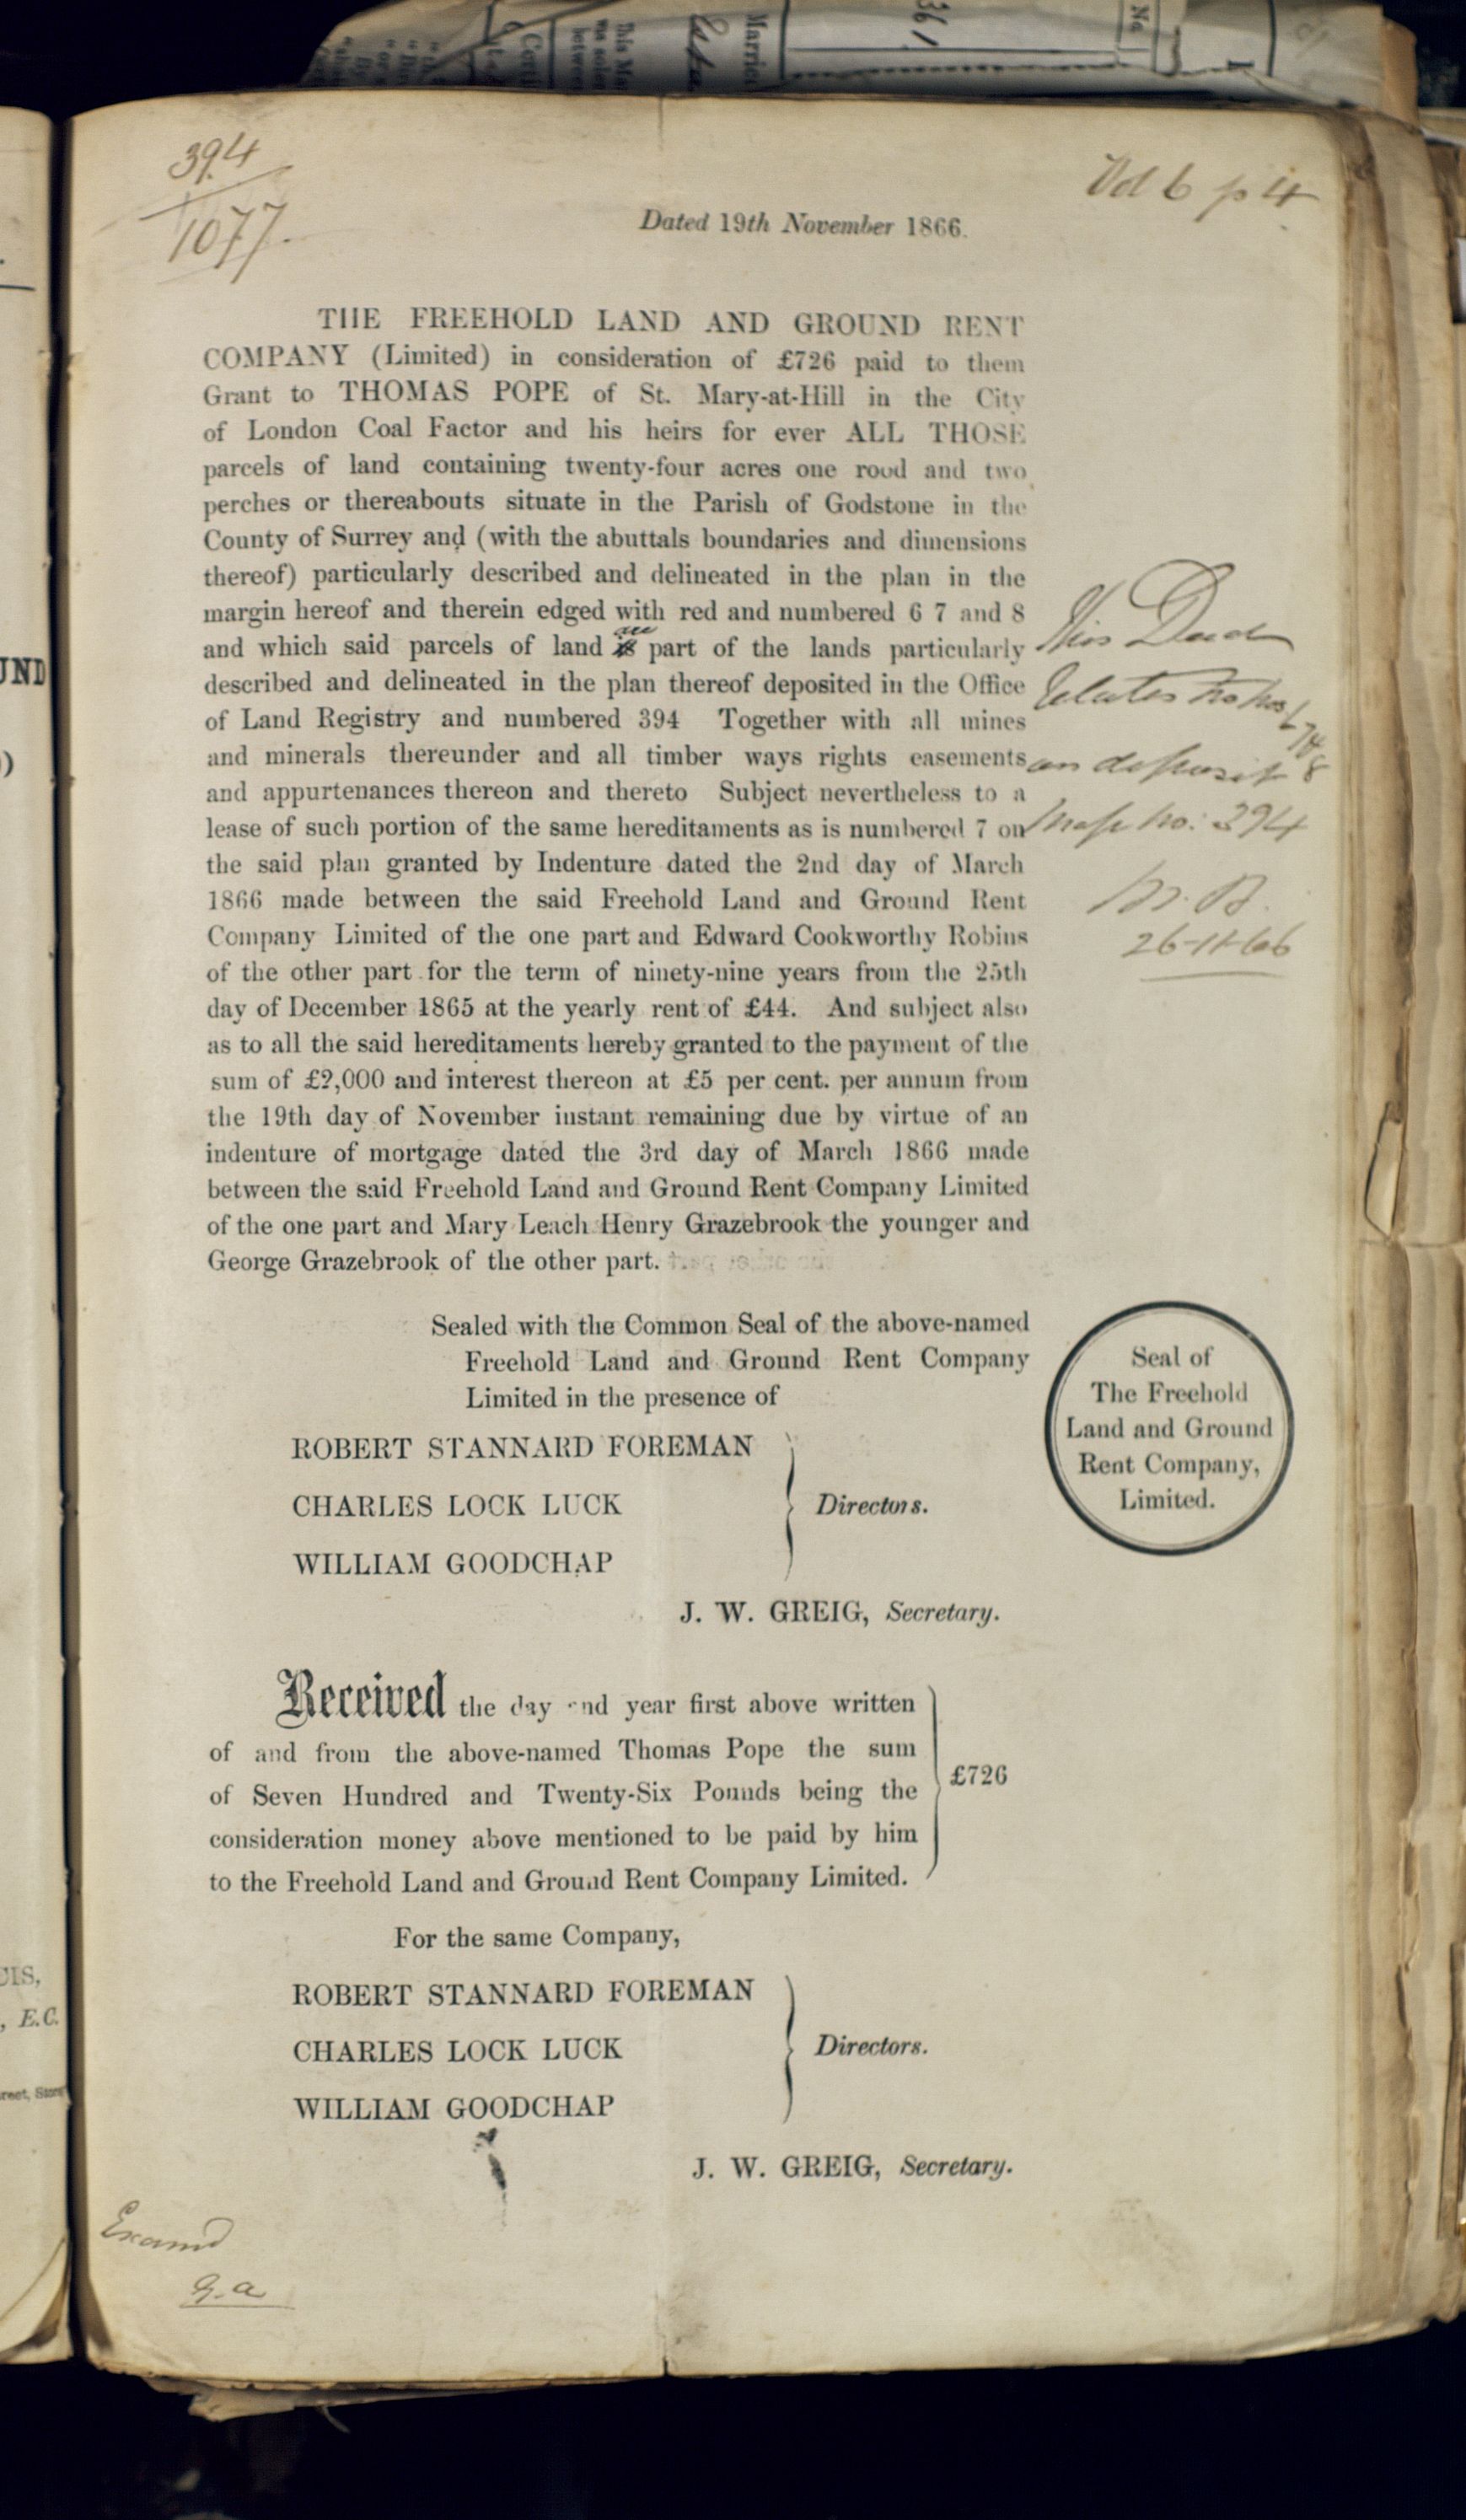 394
1077.
Vol 6 p 4
Dated 19th November 1866.
THE FREEHOLD LAND AND GROUND RENT
COMPANY (Limited) in consideration of £726 paid to them
Grant to THOMAS POPE of St. Mary-at-Hill in the City
of London Coal Factor and his heirs for ever ALL THOSE
parcels of land containing twenty-four acres one rood and two
perches or thereabouts situate in the Parish of Godstone in the
County of Surrey and (with the abuttals boundaries and dimensions
thereof) particularly described and delineated in the plan in the
margin hereof and therein edged with red and numbered 6 7 and 8
and which said parcels of land are part of the lands particularly
described and delineated in the plan thereof deposited in the Office
of Land Registry and numbered 394 Together with all mines
and minerals thereunder and all timber ways rights easements
and appurtenances thereon and thereto Subject nevertheless to a
lease of such portion of the same hereditaments as is numbered 7 on
the said plan granted by Indenture dated the 2nd day of March
1866 made between the said Freehold Land and Ground Rent
Company Limited of the one part and Edward Cookworthy Robins
of the other part for the term of ninety-nine years from the 25th
day of December 1865 at the yearly rent of £44. And subject also
as to all the said hereditaments hereby granted to the payment of the
sum of £2,000 and interest thereon at £5 per cent. per annum from
the 19th day of November instant remaining due by virtue of an
indenture of mortgage dated the 3rd day of March 1866 made
between the said Freehold Land and Ground Rent Company Limited
of the one part and Mary Leach Henry Grazebrook the younger and
George Grazebrook of the other part.
This Deed
relates to nos 6 7 & 8
on deposit
map no. 394
26-11-66
Sealed with the Common Seal of the above-named
Freehold Land and Ground Rent Company
Limited in the presence of
ROBERT STANNARD FOREMAN
CHARLES LOCK LUCK
Directors.
WILLIAM GOODCHAP
J. W. GREIG, Secretary.
Seal of
The Freehold
Land and Ground
Rent Company,
Limited.
Received the day and year first above written
of and from the above-named Thomas Pope the sum
of Seven Hundred and Twenty-Six Pounds being the
consideration money above mentioned to be paid by him
to the Freehold Land and Ground Rent Company Limited.
£726
For the same Company,
ROBERT STANNARD FOREMAN
CHARLES LOCK LUCK
Directors.
WILLIAM GOODCHAP
J. W. GREIG, Secretary.
Examd
G.a